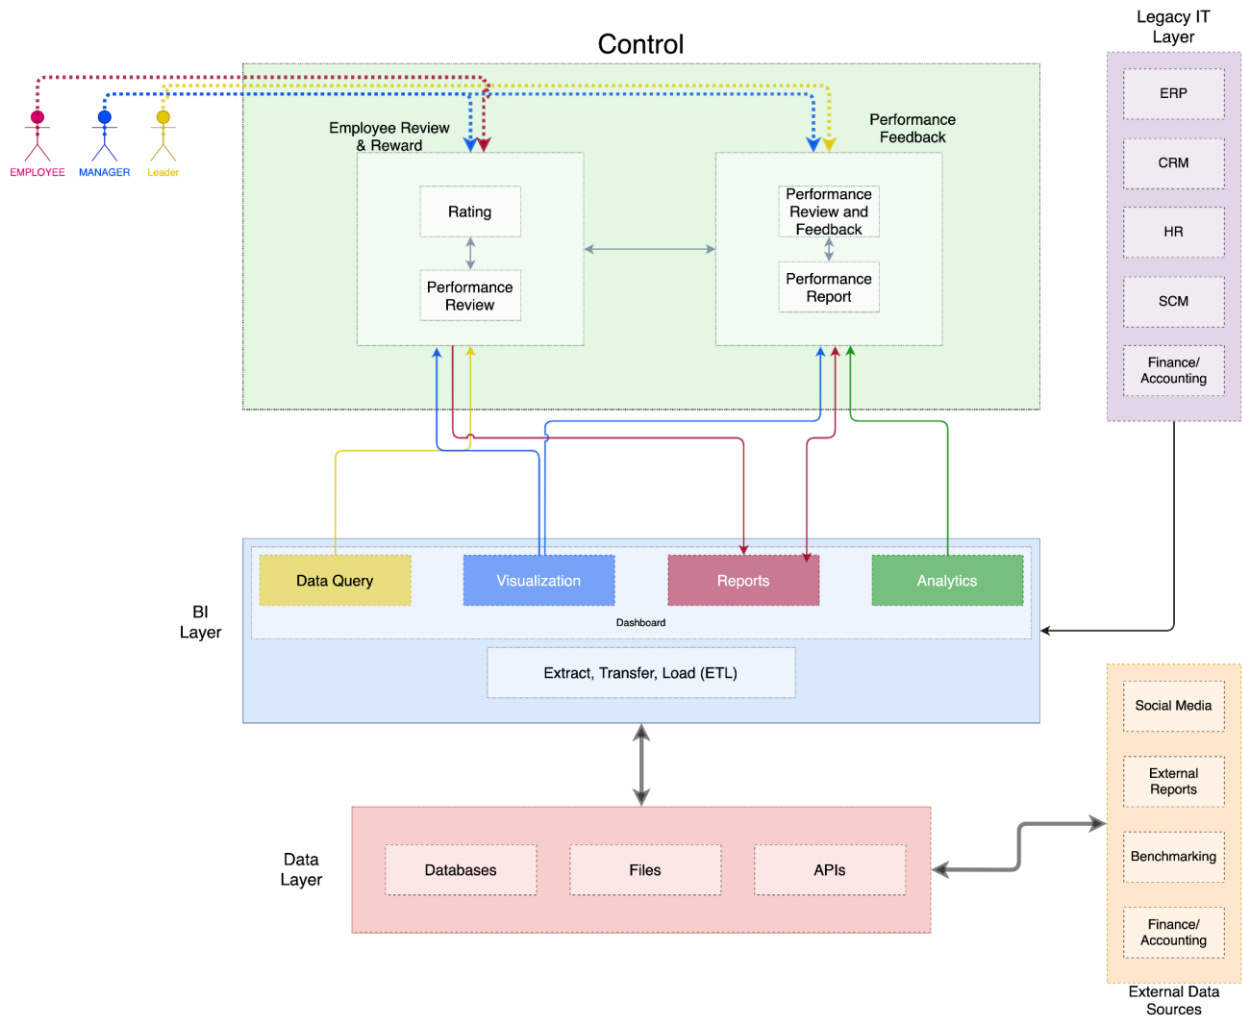 Control
Legacy IT
Layer
ERP
CRM
HR
SCM
Finance/
Accounting
EMPLOYEE
MANAGER
Leader
Employee Review
& Reward
Rating
Performance
Review
Performance
Feedback
Performance
Review and
Feedback
Performance
Report
BI
Layer
Data Query
Visualization
Reports
Analytics
Dashboard
Extract, Transfer, Load (ETL)
Data
Layer
Databases
Files
APIs
Social Media
External
Reports
Benchmarking
Finance/
Accounting
External Data
Sources